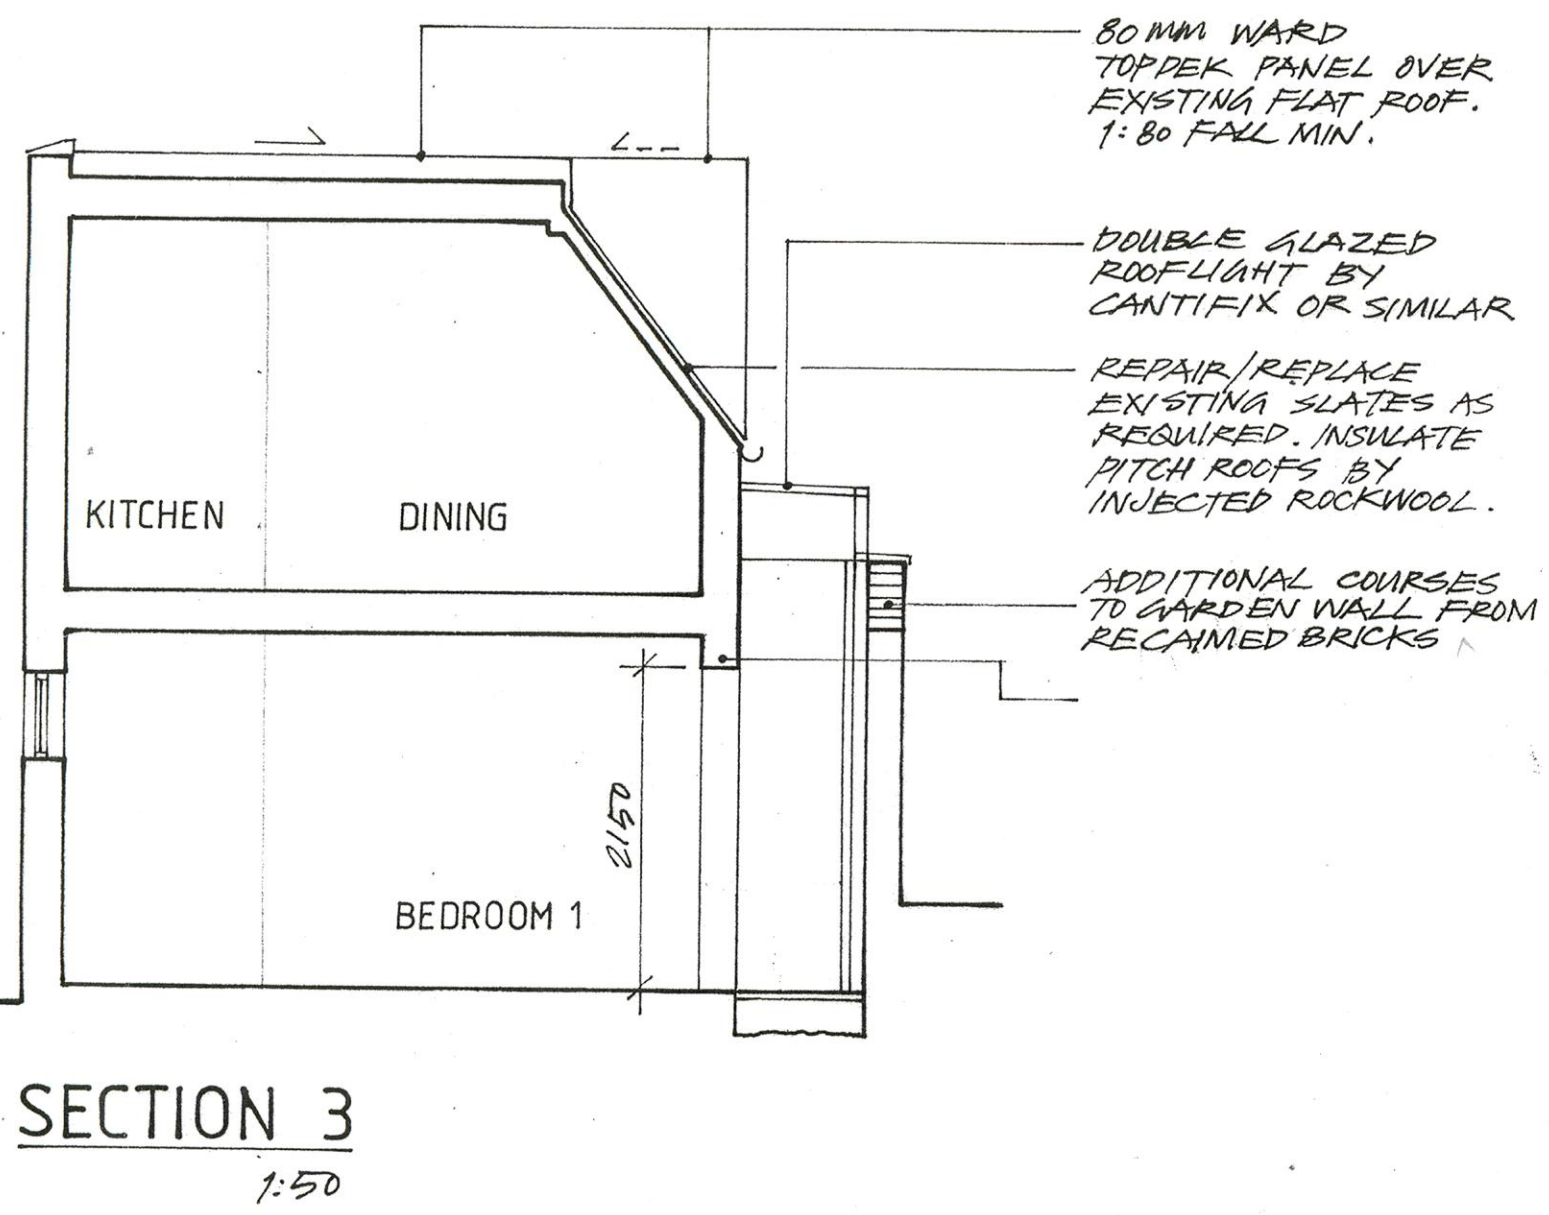 80MM WARD
TOPDEK PANEL OVER
EXISTING FLAT ROOF.
1:80 FALL MIN.
DOUBLE GLAZED
ROOFLIGHT BY
CANTIFIX OR SIMILAR
REPAIR/REPLACE
EXISTING SLATES AS
REQUIRED. INSULATE
PITCH ROOFS BY
INJECTED ROCKWOOL.
ADDITIONAL COURSES
TO GARDEN WALL FROM
RECAIMED BRICKS
KITCHEN
DINING
2150
BEDROOM 1
SECTION 3
1:50